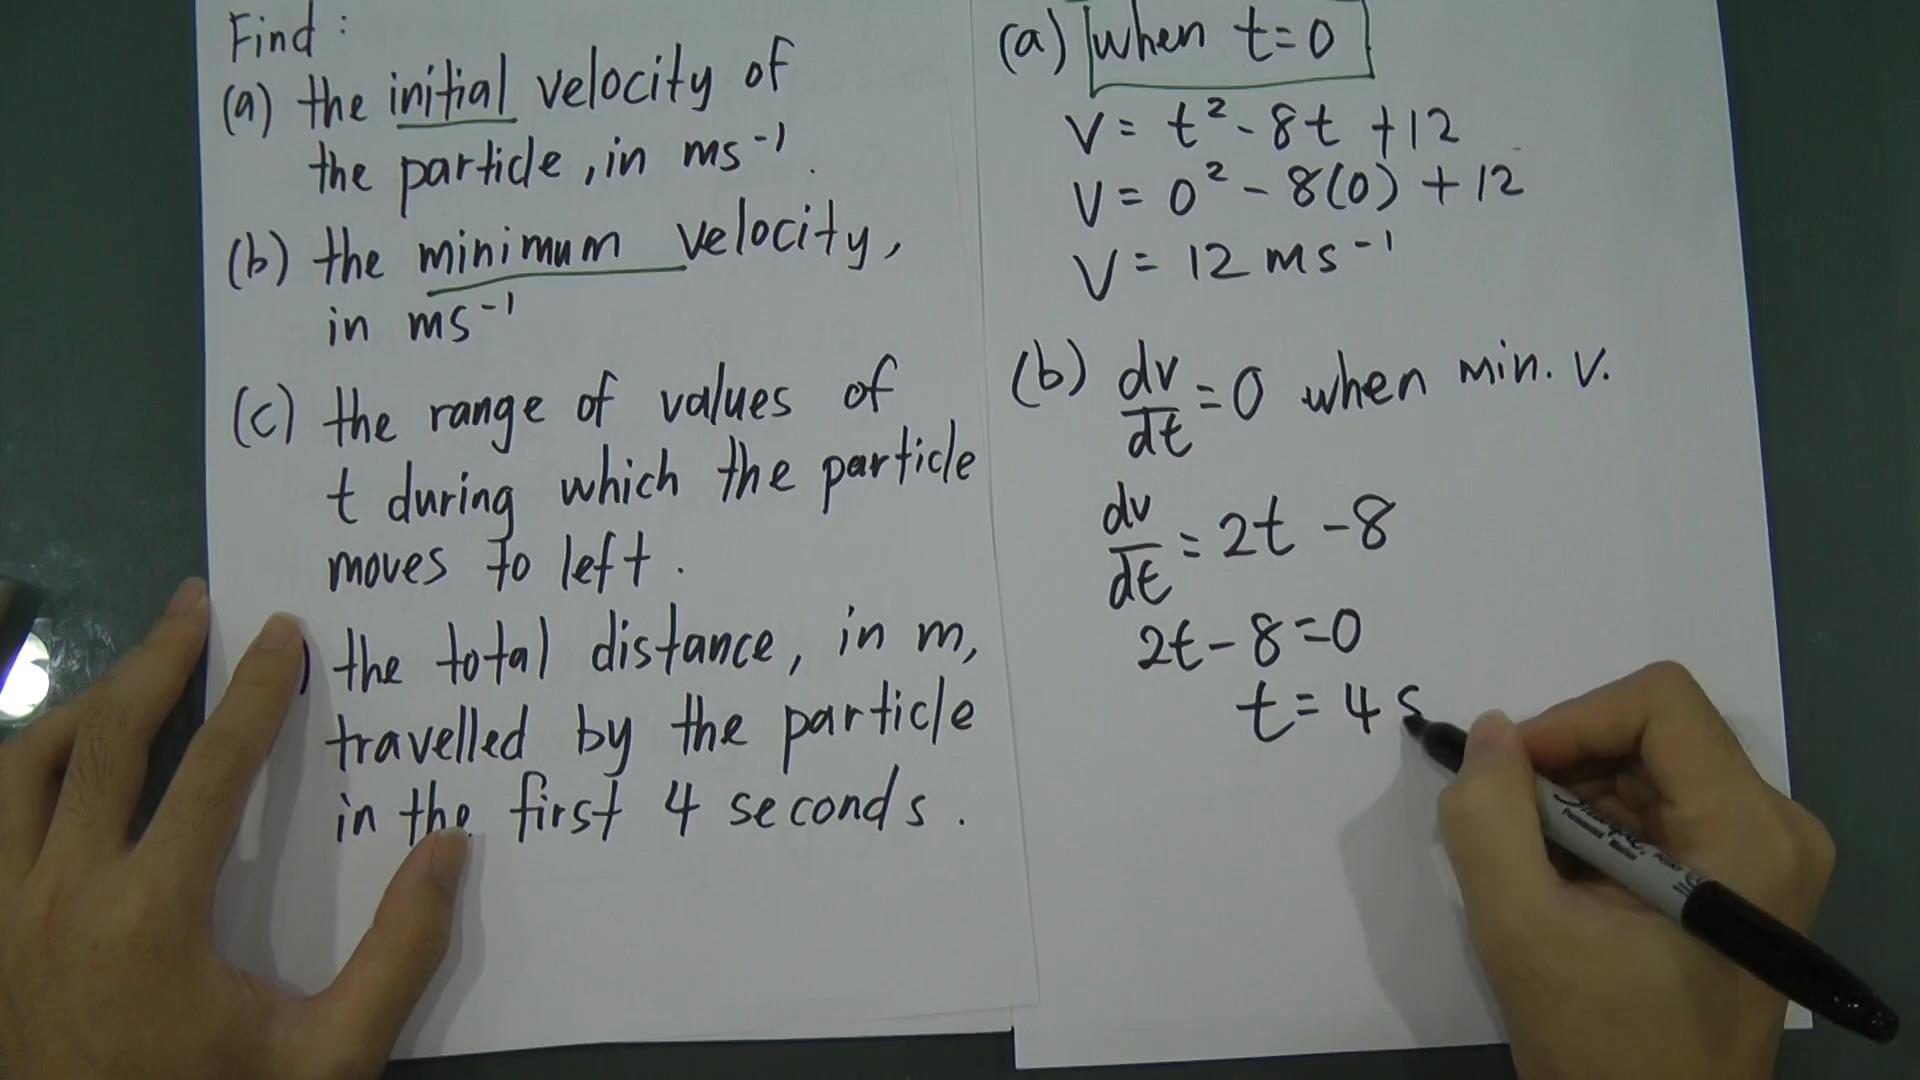 Find :
(a) the initial velocity of
the particle, in ms⁻¹.
(b) the minimum velocity,
in ms⁻¹
(c) the range of values of
t during which the particle
moves to left.
) the total distance, in m,
travelled by the particle
in the first 4 seconds.
(a) when t=0
V = t² - 8t + 12
V = 0² - 8(0) + 12
V = 12 ms⁻¹
(b) dv/dt = 0 when min. v.
dv/dt = 2t - 8
2t - 8 = 0
t = 4 s
Sharpie